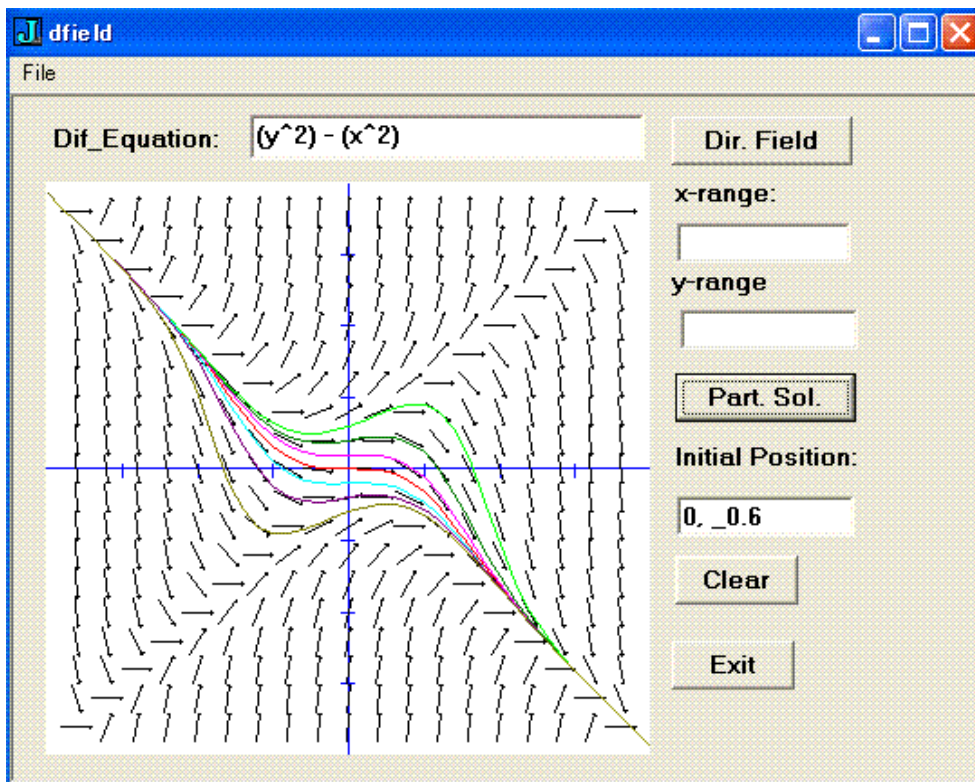 dfield
File
Dif_Equation: (y^2) - (x^2)
Dir. Field
x-range:
y-range
Part. Sol.
Initial Position:
0, _0.6
Clear
Exit